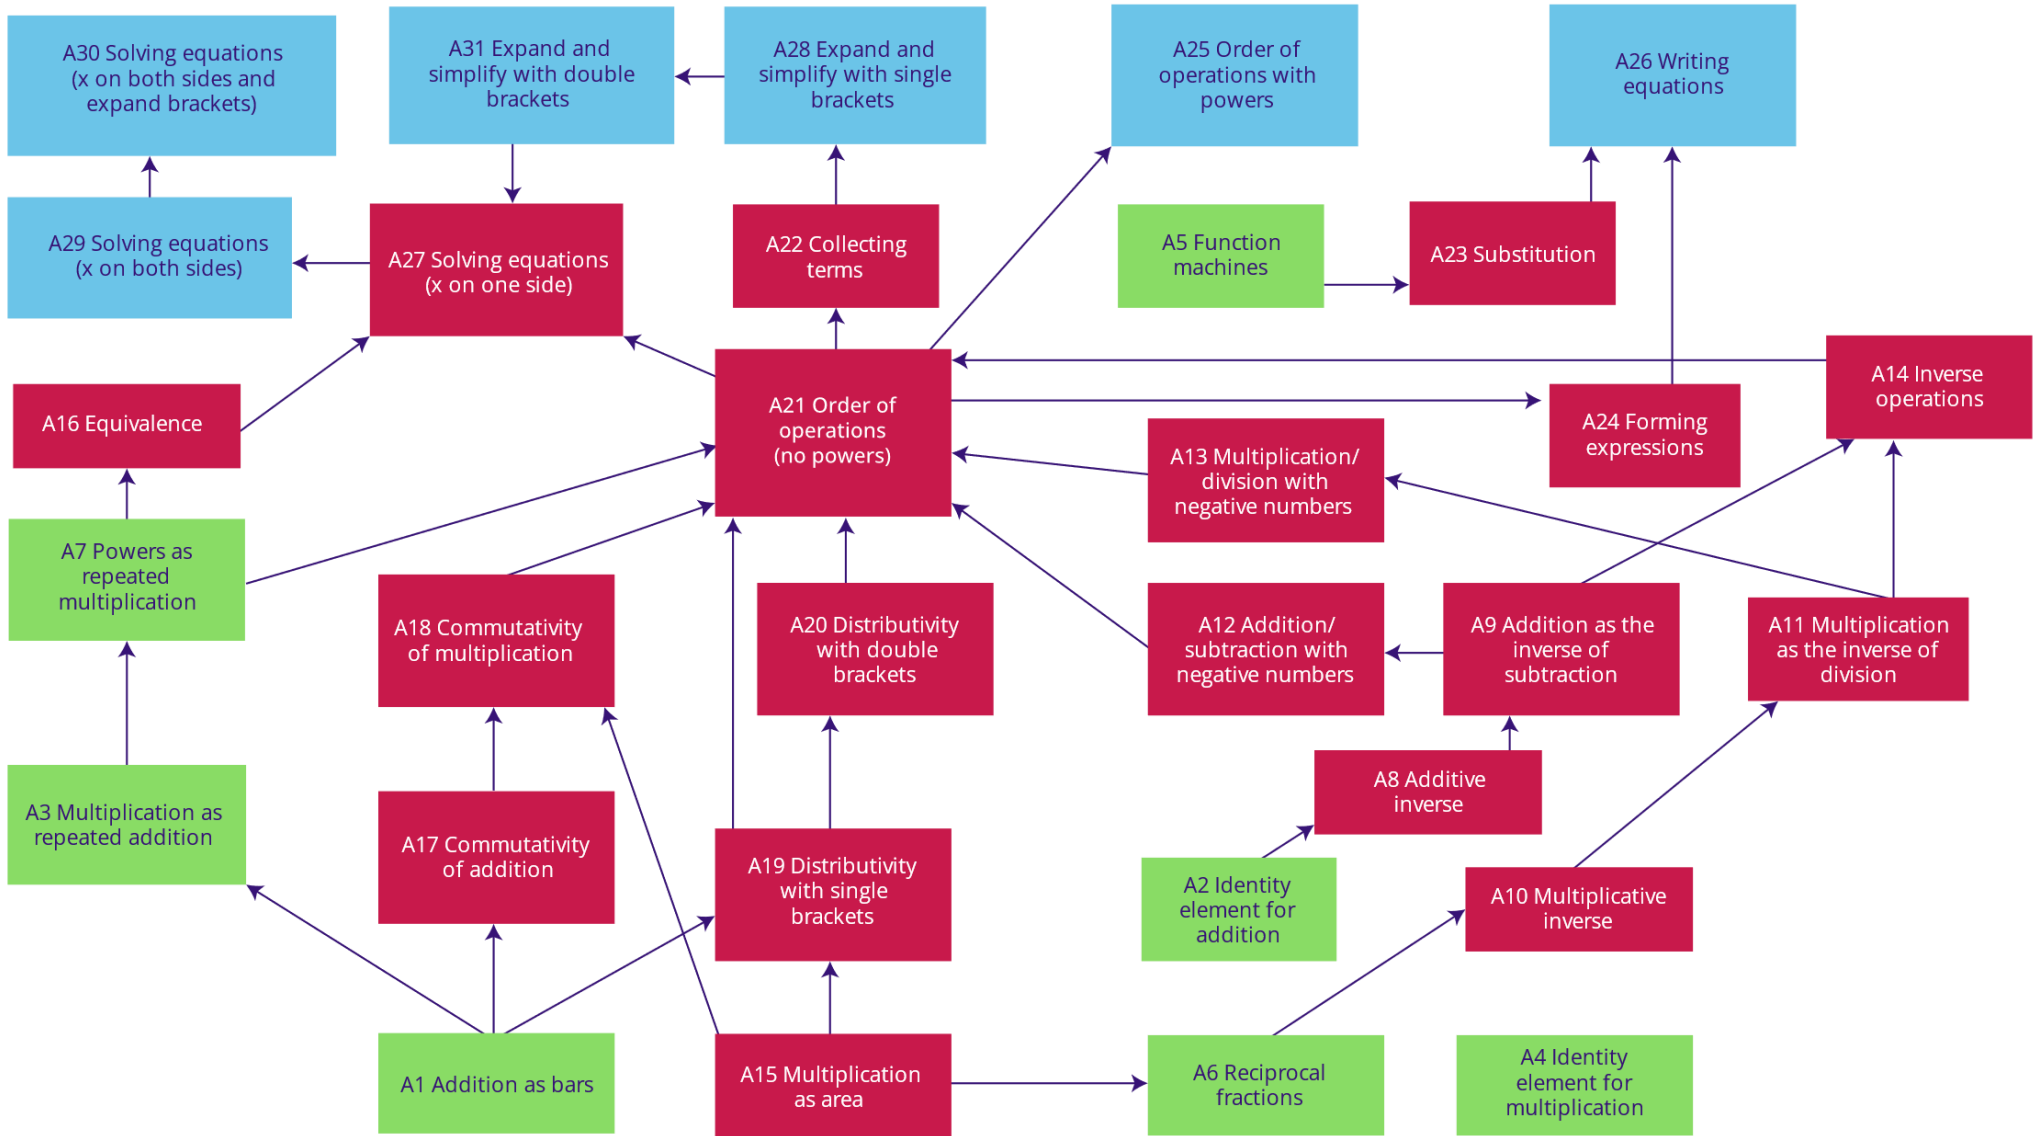 A30 Solving equations
(x on both sides and
expand brackets)
A31 Expand and
simplify with double
brackets
A28 Expand and
simplify with single
brackets
A25 Order of
operations with
powers
A26 Writing
equations
A29 Solving equations
(x on both sides)
A27 Solving equations
(x on one side)
A22 Collecting
terms
A5 Function
machines
A23 Substitution
A16 Equivalence
A21 Order of
operations
(no powers)
A14 Inverse
operations
A24 Forming
expressions
A13 Multiplication/
division with
negative numbers
A7 Powers as
repeated
multiplication
A18 Commutativity
of multiplication
A20 Distributivity
with double
brackets
A12 Addition/
subtraction with
negative numbers
A9 Addition as the
inverse of
subtraction
A11 Multiplication
as the inverse of
division
A3 Multiplication as
repeated addition
A17 Commutativity
of addition
A19 Distributivity
with single
brackets
A8 Additive
inverse
A2 Identity
element for
addition
A10 Multiplicative
inverse
A1 Addition as bars
A15 Multiplication
as area
A6 Reciprocal
fractions
A4 Identity
element for
multiplication